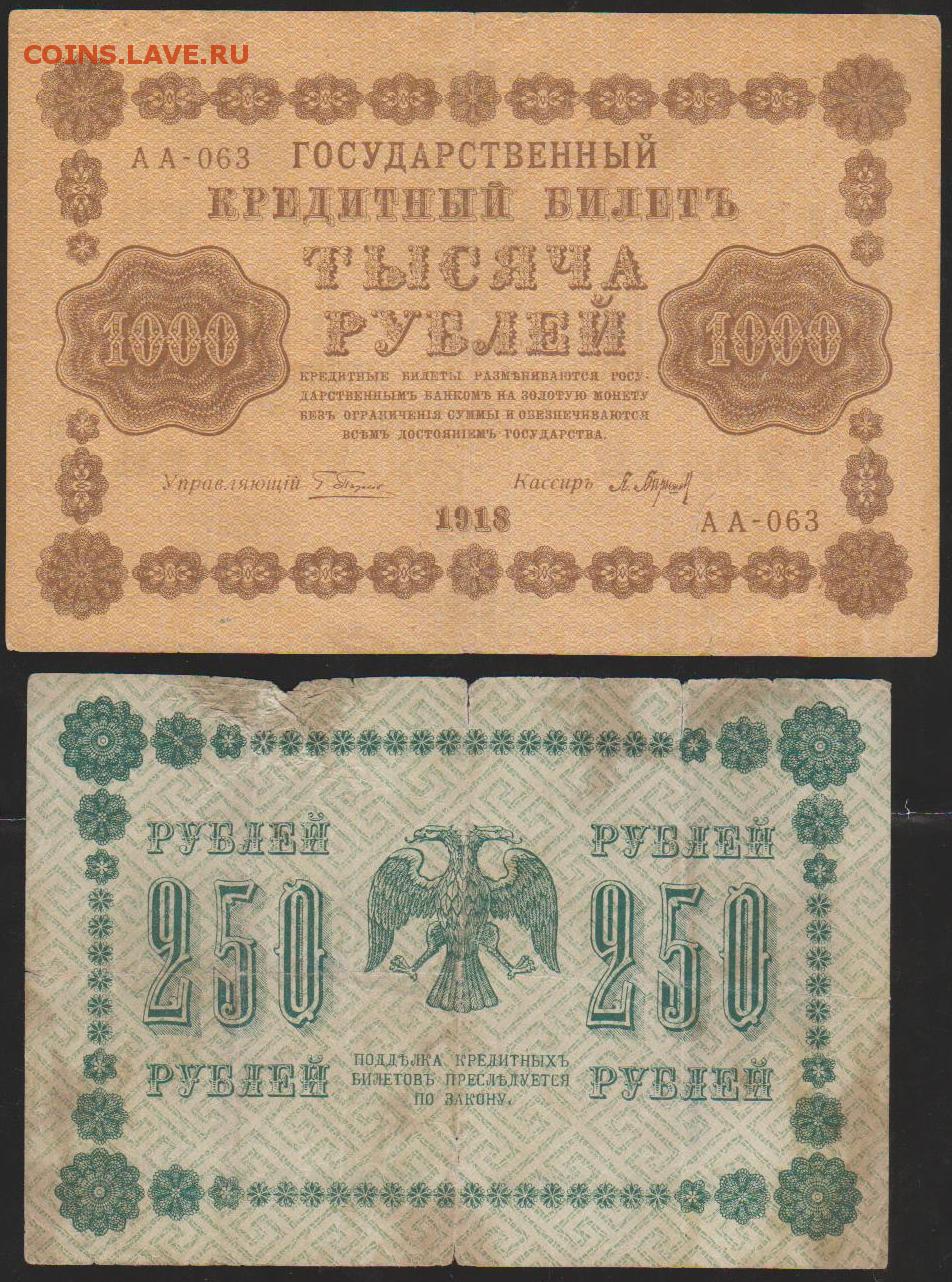 COINS.LAVE.RU
АА-063 ГОСУДАРСТВЕННЫЙ
КРЕДИТНЫЙ БИЛЕТЪ
ТЫСЯЧА
РУБЛЕЙ
1000 1000
КРЕДИТНЫЕ БИЛЕТЫ РАЗМѢНИВАЮТСЯ ГОСУ-
ДАРСТВЕННЫМЪ БАНКОМЪ НА ЗОЛОТУЮ МОНЕТУ
БЕЗЪ ОГРАНИЧЕНІЯ СУММЫ И ОБЕЗПЕЧИВАЮТСЯ
ВСѢМЪ ДОСТОЯНІЕМЪ ГОСУДАРСТВА.
Управляющій Кассиръ
1918 АА-063
РУБЛЕЙ РУБЛЕЙ
250 250
РУБЛЕЙ РУБЛЕЙ
ПОДДѢЛКА КРЕДИТНЫХЪ
БИЛЕТОВЪ ПРЕСЛѢДУЕТСЯ
ПО ЗАКОНУ.